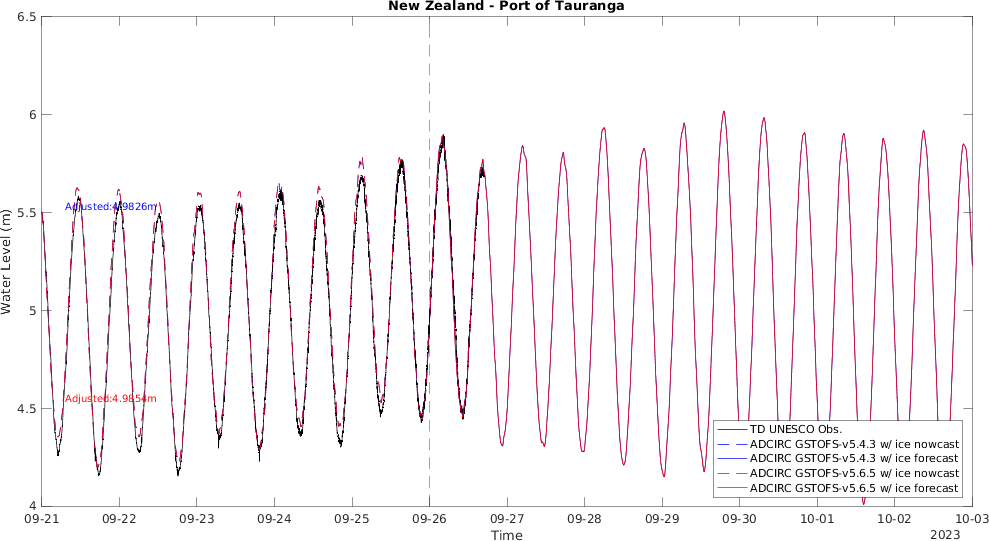 New Zealand - Port of Tauranga
6.5
6
5.5
5
4.5
4
Water Level (m)
Adjusted:4.9826m
Adjusted:4.9854m
TD UNESCO Obs.
ADCIRC GSTOFS-v5.4.3 w/ ice nowcast
ADCIRC GSTOFS-v5.4.3 w/ ice forecast
ADCIRC GSTOFS-v5.6.5 w/ ice nowcast
ADCIRC GSTOFS-v5.6.5 w/ ice forecast
09-21 09-22 09-23 09-24 09-25 09-26 09-27 09-28 09-29 09-30 10-01 10-02 10-03
Time
2023